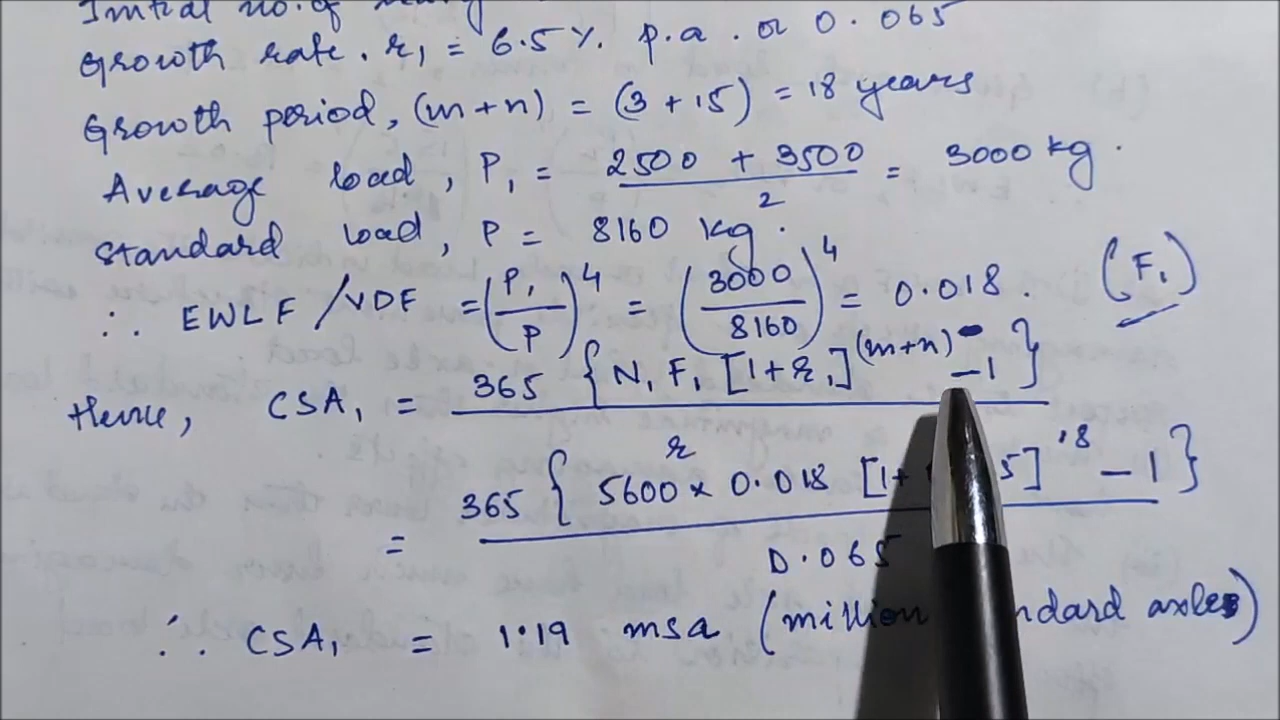 Initial no. of
Growth rate. r₁ = 6.5 %. p.a. or 0.065
Growth period, (m+n) = (3 + 15) = 18 years
Average load, P₁ = (2500 + 3500)/2 = 3000 kg.
Standard load, P = 8160 kg.
∴ EWLF / VDF = (P₁/P)⁴ = (3000/8160)⁴ = 0.018. (F₁)
Hence, CSA₁ = 365 { N₁ F₁ [1 + r₁]^(m+n) - 1 } / r
= 365 { 5600 × 0.018 [1+ 5]^18 - 1 } / 0.065
∴ CSA₁ = 1.19 msa (million axles)